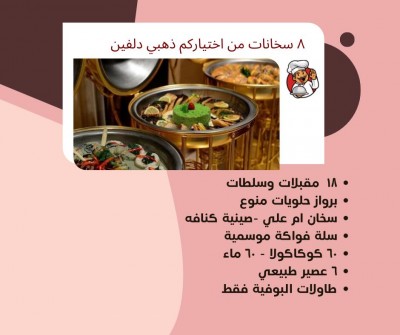 ٨ سخانات من اختياركم ذهبي دلفين
١٨ مقبلات وسلطات
برواز حلويات منوع
سخان ام علي -صينية كنافه
سلة فواكة موسمية
٦٠ كوكاكولا - ٦٠ ماء
٦ عصير طبيعي
طاولات البوفية فقط